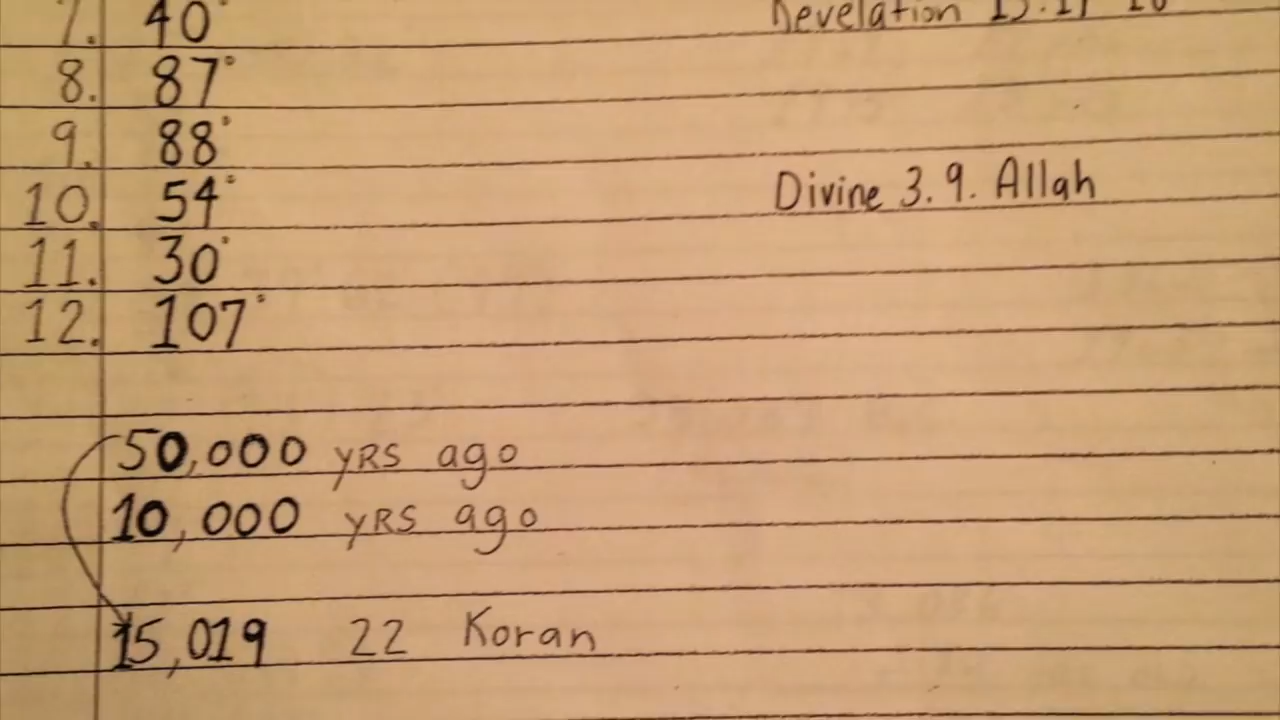 7. 40°
8. 87°
9. 88°
10. 54° Divine 3.9. Allah
11. 30°
12. 107°
50,000 YRS ago
10,000 YRS ago
15,019 22 Koran